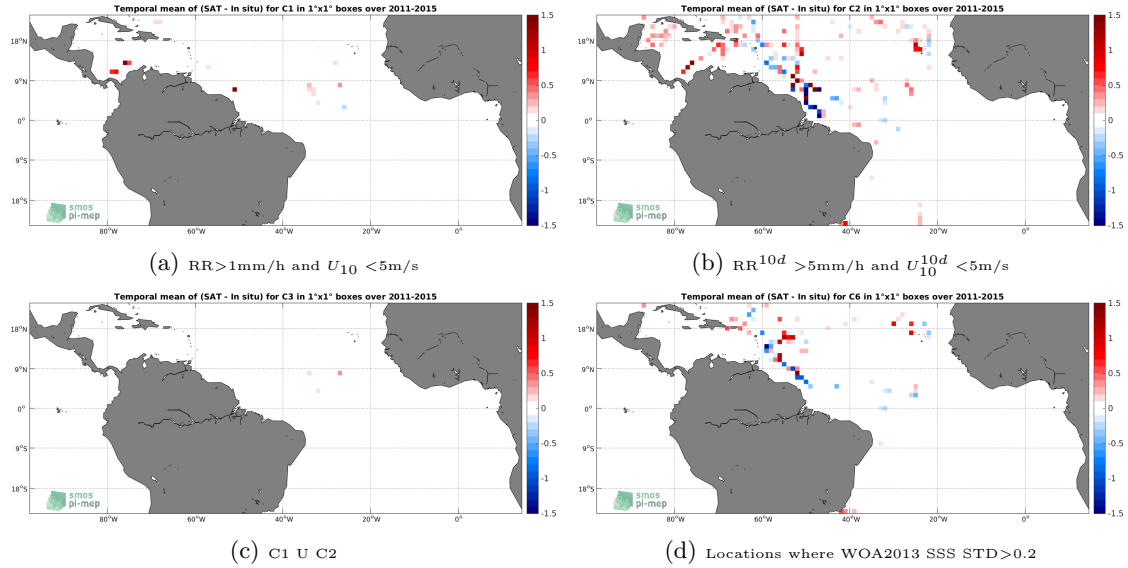 Temporal mean of (SAT - In situ) for C1 in 1°x1° boxes over 2011-2015
18°N
9°N
0°
9°S
18°S
80°W
60°W
40°W
20°W
0°
1.5
1
0.5
0
-0.5
-1
-1.5
smos
pi-mep
(a) RR>1mm/h and U10 <5m/s
Temporal mean of (SAT - In situ) for C2 in 1°x1° boxes over 2011-2015
18°N
9°N
0°
9°S
18°S
80°W
60°W
40°W
20°W
0°
1.5
1
0.5
0
-0.5
-1
-1.5
smos
pi-mep
(b) RR^10d >5mm/h and U10^10d <5m/s
Temporal mean of (SAT - In situ) for C3 in 1°x1° boxes over 2011-2015
18°N
9°N
0°
9°S
18°S
80°W
60°W
40°W
20°W
0°
1.5
1
0.5
0
-0.5
-1
-1.5
smos
pi-mep
(c) C1 U C2
Temporal mean of (SAT - In situ) for C6 in 1°x1° boxes over 2011-2015
18°N
9°N
0°
9°S
18°S
80°W
60°W
40°W
20°W
0°
1.5
1
0.5
0
-0.5
-1
-1.5
smos
pi-mep
(d) Locations where WOA2013 SSS STD>0.2